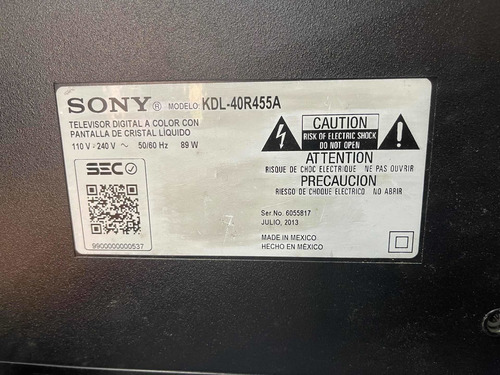 SONY® MODELO: KDL-40R455A
TELEVISOR DIGITAL A COLOR CON
PANTALLA DE CRISTAL LÍQUIDO
110 V - 240 V ~ 50/60 Hz 89 W
SEC
9900000000537
CAUTION
RISK OF ELECTRIC SHOCK
DO NOT OPEN
ATTENTION
RISQUE DE CHOC ELECTRIQUE NE PAS OUVRIR
PRECAUCION
RIESGO DE CHOQUE ELECTRICO NO ABRIR
Ser No. 6055817
JULIO, 2013
MADE IN MEXICO
HECHO EN MÉXICO